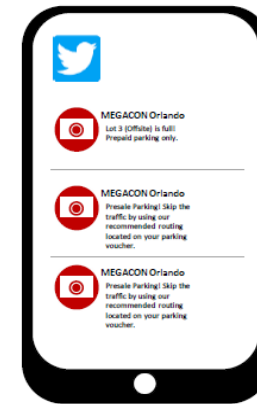 MEGACON Orlando
Lot 3 (Offsite) is full!
Prepaid parking only.
MEGACON Orlando
Presale Parking! Skip the
traffic by using our
recommended routing
located on your parking
voucher.
MEGACON Orlando
Presale Parking! Skip the
traffic by using our
recommended routing
located on your parking
voucher.